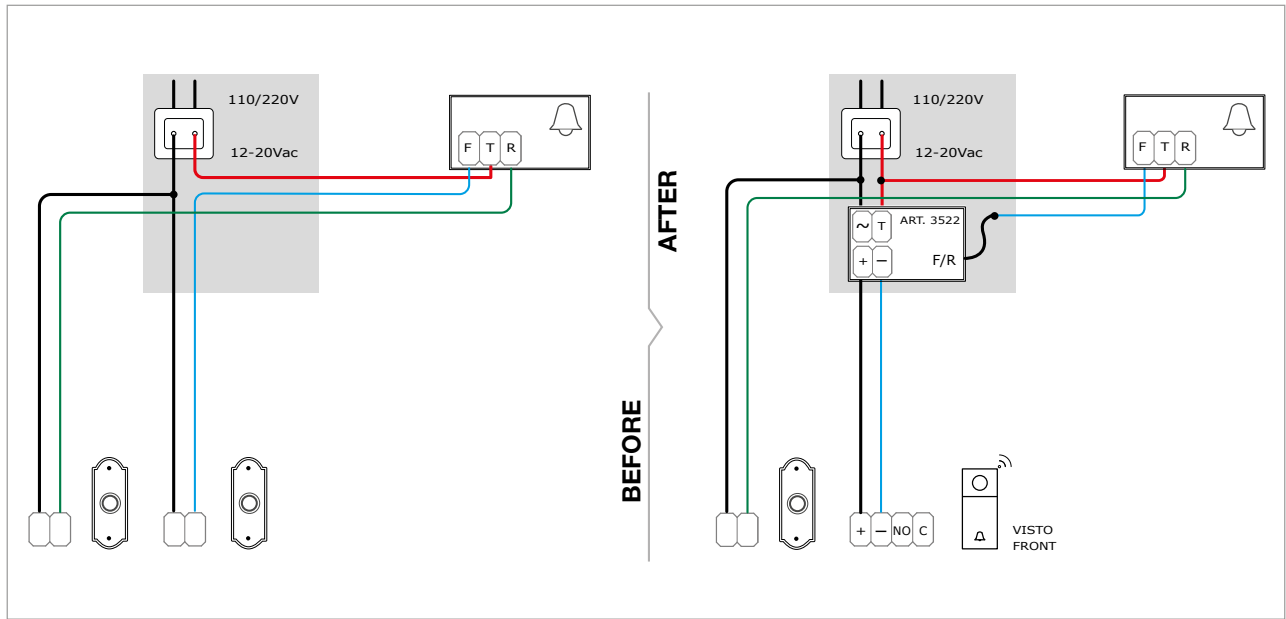 110/220V
12-20Vac
F T R
BEFORE
AFTER
110/220V
12-20Vac
F T R
~ T
ART. 3522
+ −
F/R
+ − NO C
VISTO
FRONT